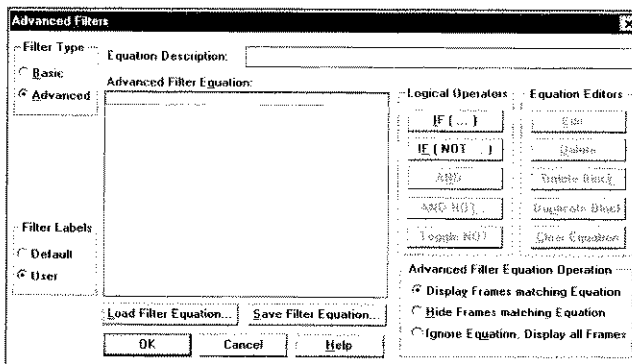 Advanced Filters
Filter Type
Basic
Advanced
Equation Description:
Advanced Filter Equation:
Logical Operators
IF ( ... )
IF ( NOT ... )
AND
AND NOT...
Toggle NOT
Equation Editors
Edit
Delete
Delete Block
Duplicate Block
Clear Equation
Filter Labels
Default
User
Advanced Filter Equation Operation
Display Frames matching Equation
Hide Frames matching Equation
Ignore Equation, Display all Frames
Load Filter Equation...
Save Filter Equation...
OK
Cancel
Help